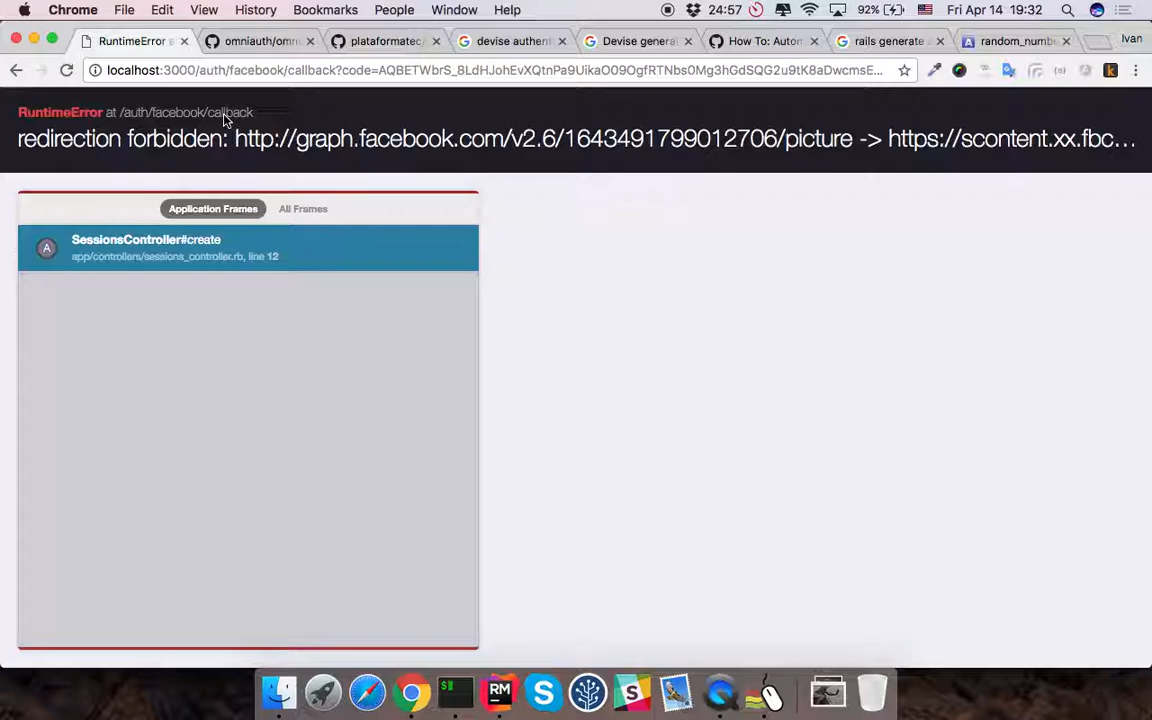 Chrome File Edit View History Bookmarks People Window Help 24:57 92% Fri Apr 14 19:32
RuntimeError omniauth/omn plataformatec/ devise authent Devise genera How To: Autom rails generate random_numb Ivan
localhost:3000/auth/facebook/callback?code=AQBETWbrS_8LdHJohEvXQtnPa9UikaO09OgfRTNbs0Mg3hGdSQG2u9tK8aDwcmsE...
RuntimeError at /auth/facebook/callback
redirection forbidden: http://graph.facebook.com/v2.6/1643491799012706/picture -> https://scontent.xx.fbc...
Application Frames All Frames
A SessionsController#create
app/controllers/sessions_controller.rb, line 12
RM